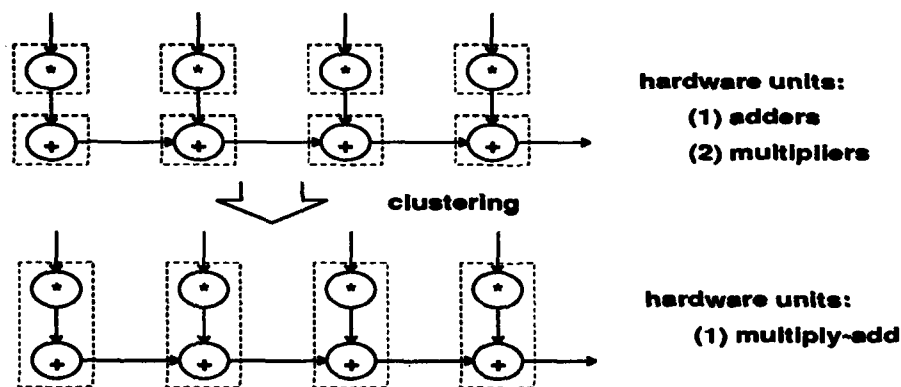 * * * *
hardware units:
(1) adders
(2) multipliers
+ + + +
clustering
* * * *
hardware units:
(1) multiply-add
+ + + +